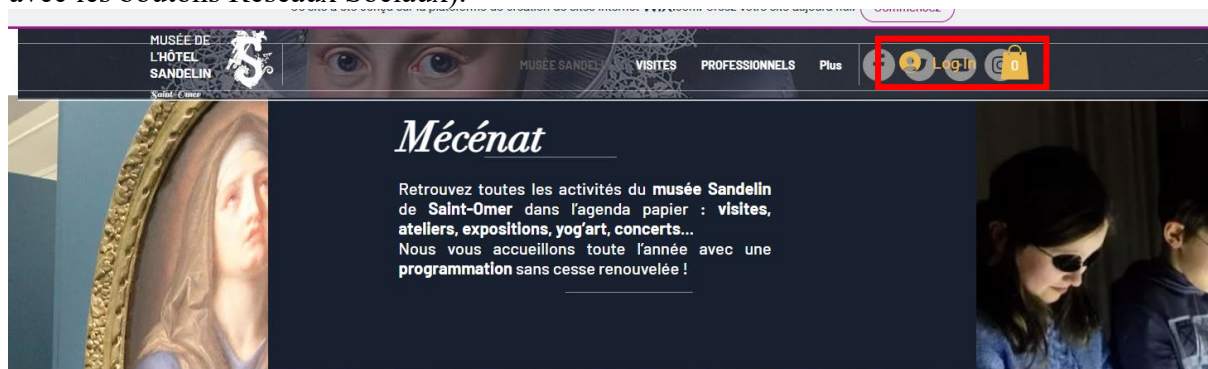 avec les boutons Réseaux Sociaux).
MUSÉE DE
L'HÔTEL
SANDELIN
Saint-Omer
MUSÉE SANDELIN
VISITES
PROFESSIONNELS
Plus
Log In
0
Mécénat
Retrouvez toutes les activités du musée Sandelin
de Saint-Omer dans l'agenda papier : visites,
ateliers, expositions, yog'art, concerts...
Nous vous accueillons toute l'année avec une
programmation sans cesse renouvelée !